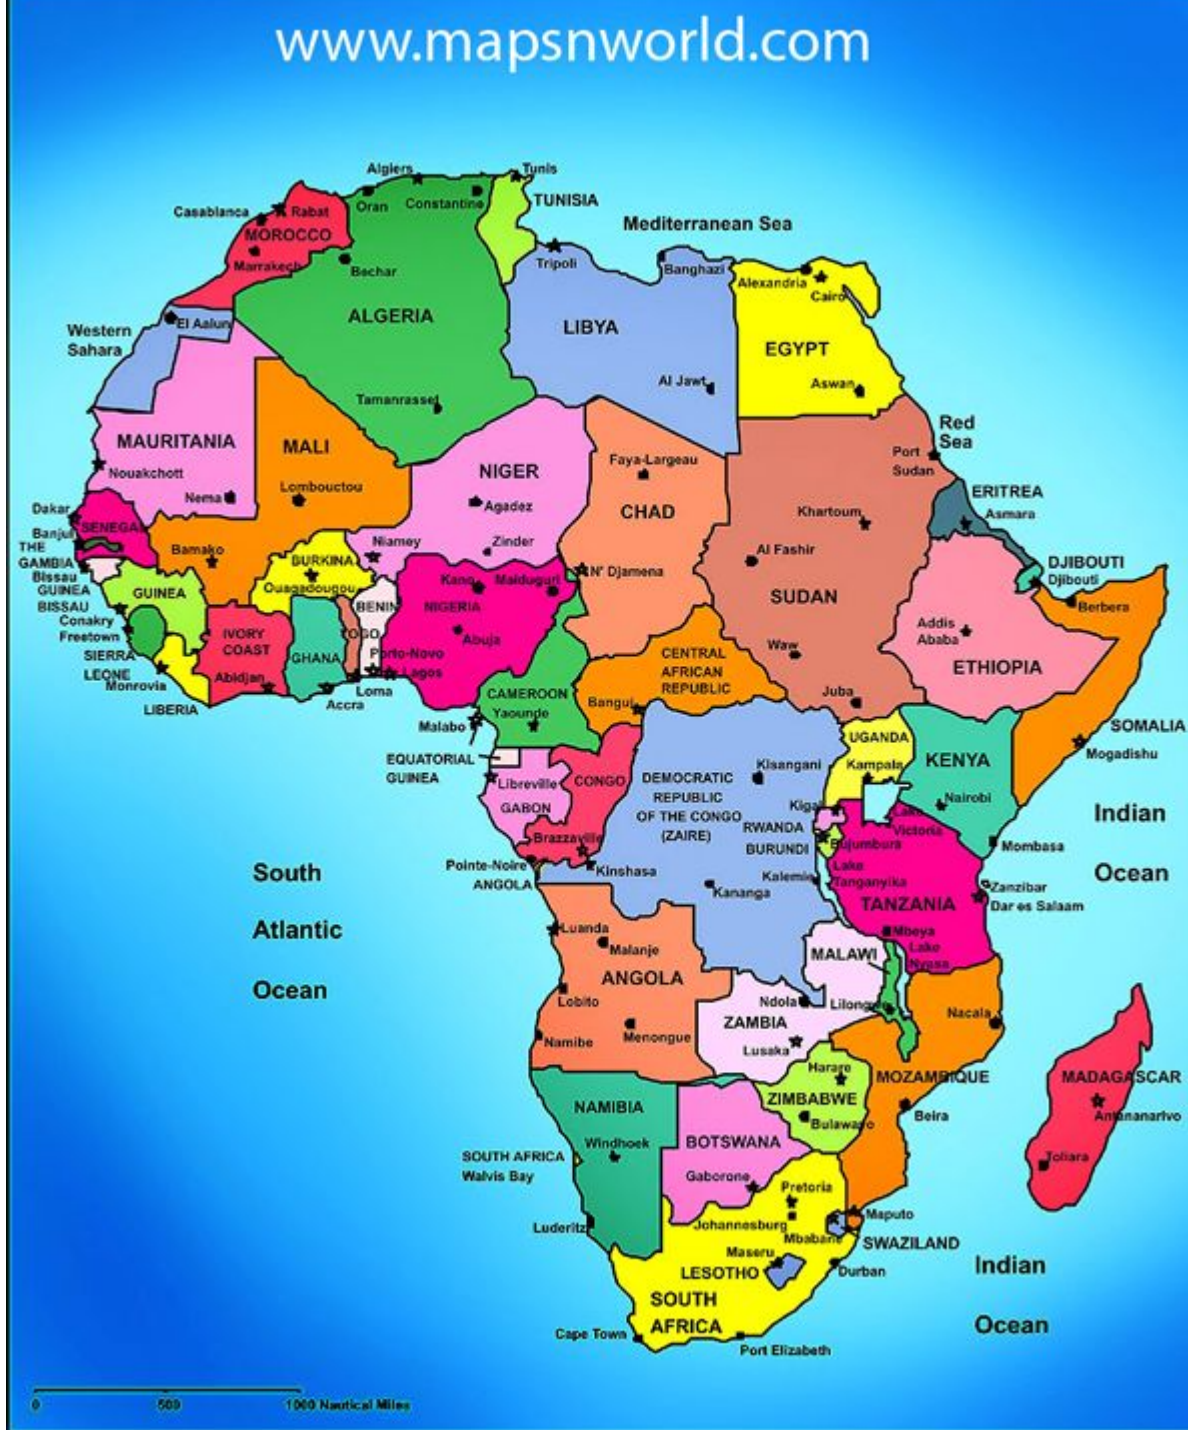 www.mapsnworld.com
Algiers
Tunis
Oran
Constantine
TUNISIA
Casablanca
Rabat
MOROCCO
Marrakech
Bechar
Mediterranean Sea
Tripoli
Banghazi
Alexandria
Cairo
Western
Sahara
El Aalun
ALGERIA
LIBYA
EGYPT
Al Jawt
Aswan
Tamanrasset
MAURITANIA
Nouakchott
Nema
MALI
Lombouctou
NIGER
Agadez
Zinder
Niamey
Faya-Largeau
CHAD
N' Djamena
Red
Sea
Port
Sudan
Khartoum
Al Fashir
SUDAN
Waw
Juba
ERITREA
Asmara
DJIBOUTI
Djibouti
Berbera
Addis
Ababa
ETHIOPIA
SOMALIA
Mogadishu
Dakar
SENEGA
Banjul
THE
GAMBIA
Bissau
GUINEA
BISSAU
Conakry
Freetown
SIERRA
LEONE
Monrovia
LIBERIA
GUINEA
Bamako
BURKINA
Ouagadougou
IVORY
COAST
Abidjan
GHANA
Accra
TOGO
Loma
BENIN
Porto-Novo
Lagos
Kano
Maiduguri
NIGERIA
Abuja
CENTRAL
AFRICAN
REPUBLIC
Bangui
CAMEROON
Yaounde
Malabo
EQUATORIAL
GUINEA
Libreville
GABON
CONGO
Brazzaville
Pointe-Noire
ANGOLA
Kinshasa
DEMOCRATIC
REPUBLIC
OF THE CONGO
(ZAIRE)
Kisangani
Kananga
Kalemie
UGANDA
Kampala
KENYA
Nairobi
Mombasa
Kigali
RWANDA
BURUNDI
Bujumbura
Lake
Victoria
Lake
Tanganyika
TANZANIA
Zanzibar
Dar es Salaam
Mbeya
Lake
Nyasa
Indian
Ocean
South
Atlantic
Ocean
Luanda
Malanje
ANGOLA
Lobito
Menongue
Namibe
MALAWI
Lilongwe
Ndola
ZAMBIA
Lusaka
Nacala
MOZAMBIQUE
Beira
Harare
ZIMBABWE
Bulawayo
MADAGASCAR
Antananarivo
Toliara
NAMIBIA
Windhoek
SOUTH AFRICA
Walvis Bay
Luderitz
BOTSWANA
Gaborone
Pretoria
Johannesburg
Maputo
Mbabane
SWAZILAND
Maseru
LESOTHO
Durban
SOUTH
AFRICA
Cape Town
Port Elizabeth
Indian
Ocean
0 500 1000 Nautical Miles